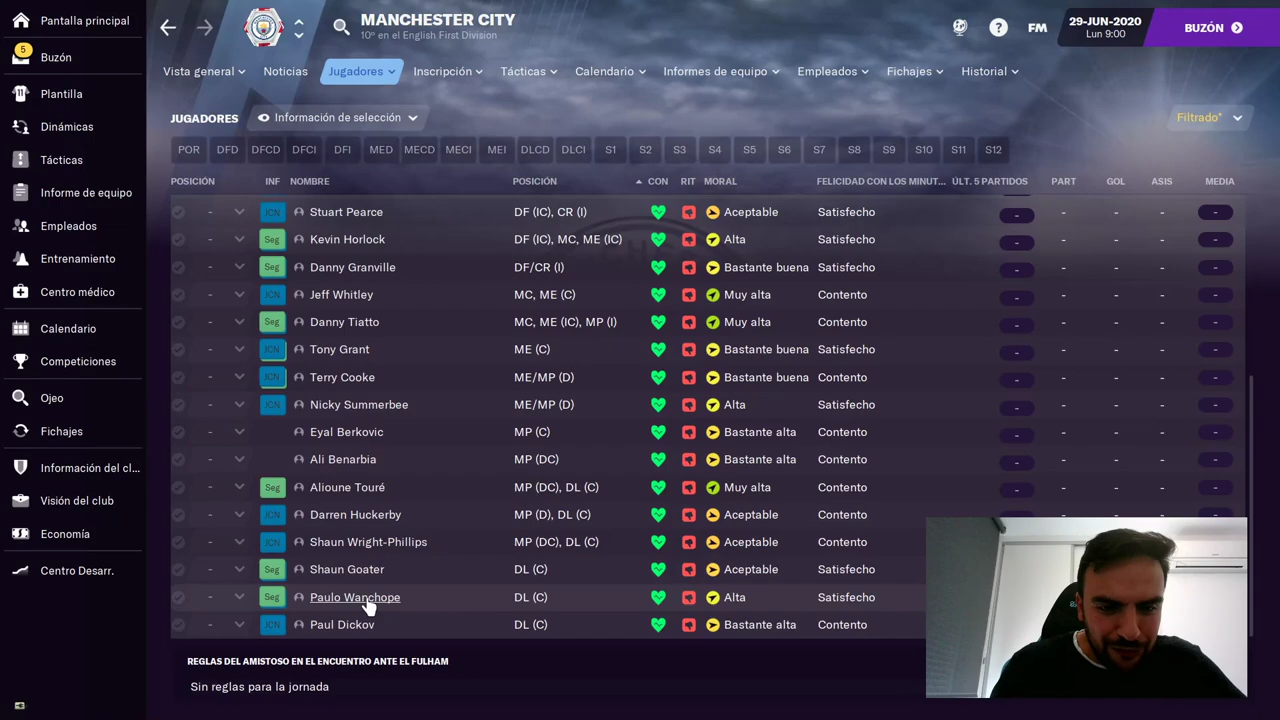 Pantalla principal
5
Buzón
Plantilla
Dinámicas
Tácticas
Informe de equipo
Empleados
Entrenamiento
Centro médico
Calendario
Competiciones
Ojeo
Fichajes
Información del cl...
Visión del club
Economía
Centro Desarr.
MANCHESTER CITY
10º en el English First Division
FM
29-JUN-2020
Lun 9:00
BUZÓN
Vista general Noticias Jugadores Inscripción Tácticas Calendario Informes de equipo Empleados Fichajes Historial
JUGADORES Información de selección Filtrado*
POR DFD DFCD DFCI DFI MED MECD MECI MEI DLCD DLCI S1 S2 S3 S4 S5 S6 S7 S8 S9 S10 S11 S12
POSICIÓN INF NOMBRE POSICIÓN CON RIT MORAL FELICIDAD CON LOS MINUT... ÚLT. 5 PARTIDOS PART GOL ASIS MEDIA
- JCN Stuart Pearce DF (IC), CR (I) Aceptable Satisfecho - - - - -
- Seg Kevin Horlock DF (IC), MC, ME (IC) Alta Satisfecho - - - - -
- Seg Danny Granville DF/CR (I) Bastante buena Satisfecho - - - - -
- JCN Jeff Whitley MC, ME (C) Muy alta Contento - - - - -
- Seg Danny Tiatto MC, ME (IC), MP (I) Muy alta Contento - - - - -
- JCN Tony Grant ME (C) Bastante buena Satisfecho - - - - -
- JCN Terry Cooke ME/MP (D) Bastante buena Contento - - - - -
- JCN Nicky Summerbee ME/MP (D) Alta Satisfecho - - - - -
- Eyal Berkovic MP (C) Bastante alta Contento - - - - -
- Ali Benarbia MP (DC) Bastante alta Contento - - - - -
- Seg Alioune Touré MP (DC), DL (C) Muy alta Contento - - - - -
- JCN Darren Huckerby MP (D), DL (C) Aceptable Contento - - - - -
- JCN Shaun Wright-Phillips MP (DC), DL (C) Aceptable Contento
- Seg Shaun Goater DL (C) Aceptable Satisfecho
- Seg Paulo Wanchope DL (C) Alta Satisfecho
- JCN Paul Dickov DL (C) Bastante alta Contento
REGLAS DEL AMISTOSO EN EL ENCUENTRO ANTE EL FULHAM
Sin reglas para la jornada